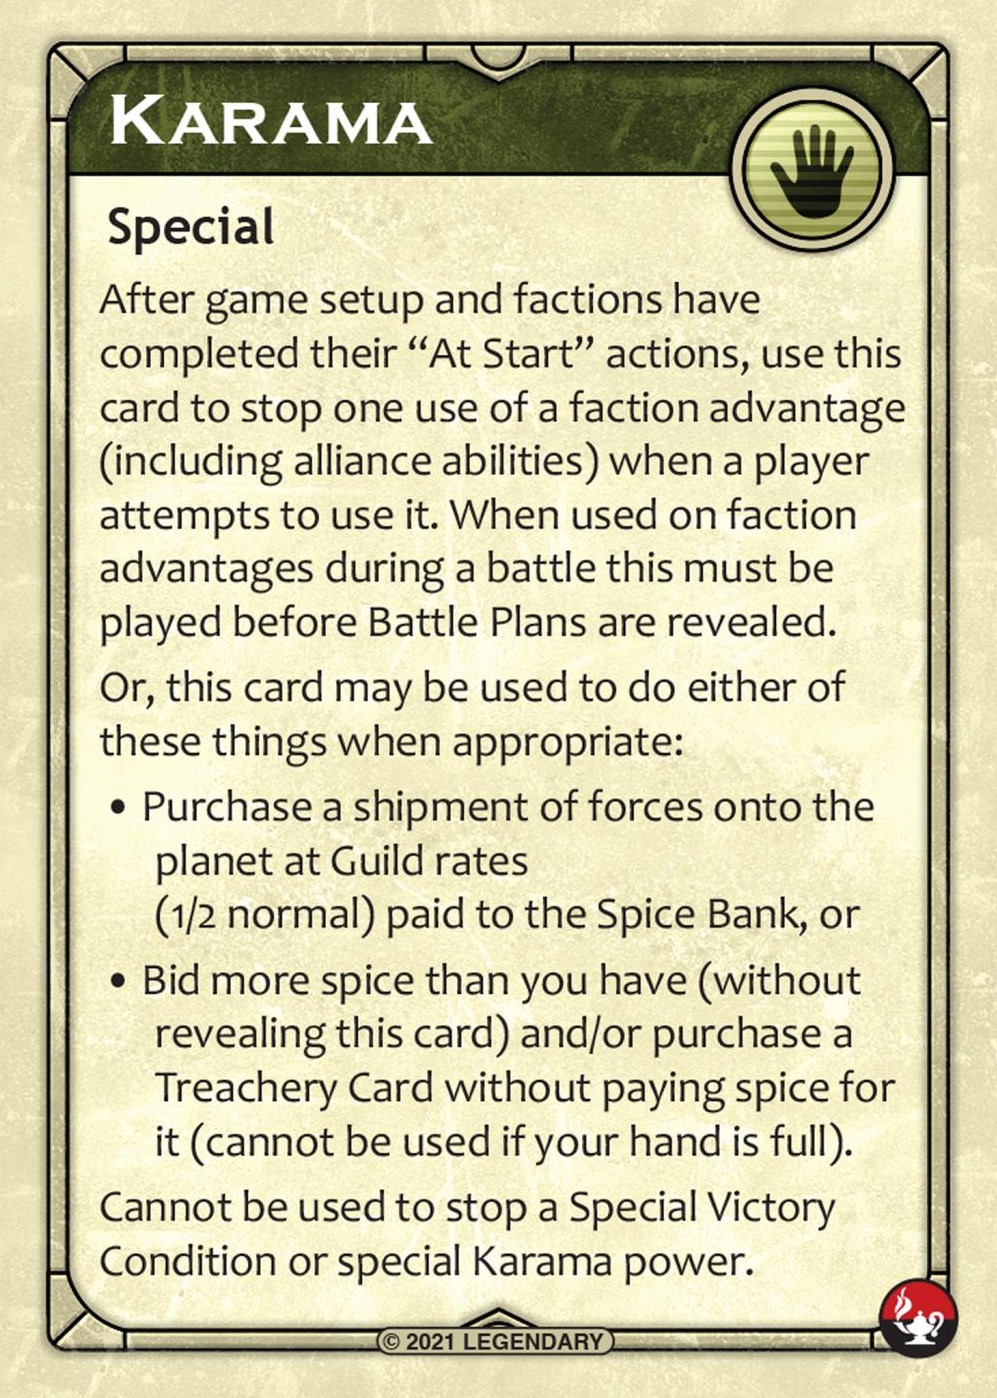 KARAMA
Special
After game setup and factions have
completed their “At Start” actions, use this
card to stop one use of a faction advantage
(including alliance abilities) when a player
attempts to use it. When used on faction
advantages during a battle this must be
played before Battle Plans are revealed.
Or, this card may be used to do either of
these things when appropriate:
• Purchase a shipment of forces onto the
planet at Guild rates
(1/2 normal) paid to the Spice Bank, or
• Bid more spice than you have (without
revealing this card) and/or purchase a
Treachery Card without paying spice for
it (cannot be used if your hand is full).
Cannot be used to stop a Special Victory
Condition or special Karama power.
© 2021 LEGENDARY